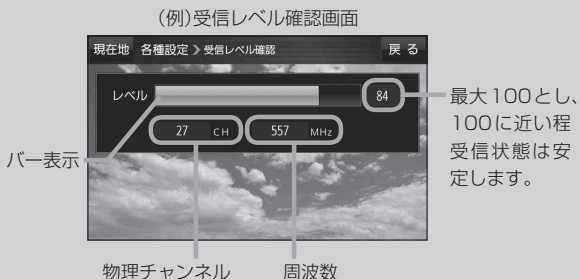 (例)受信レベル確認画面
現在地 各種設定 》受信レベル確認 戻 る
レベル 84
27 CH 557 MHz
最大100とし、
100に近い程
受信状態は安
定します。
バー表示
物理チャンネル 周波数